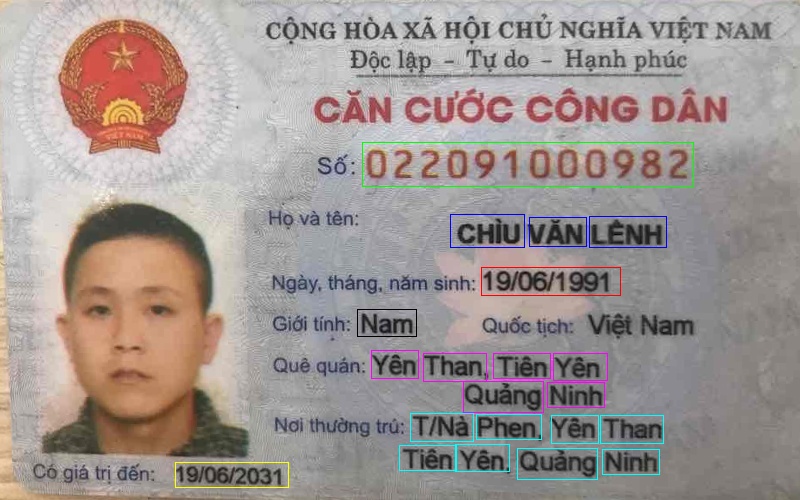 CỘNG HÒA XÃ HỘI CHỦ NGHĨA VIỆT NAM
Độc lập - Tự do - Hạnh phúc
CĂN CƯỚC CÔNG DÂN
Số: 022091000982
Họ và tên: CHÌU VĂN LÊNH
Ngày, tháng, năm sinh: 19/06/1991
Giới tính: Nam Quốc tịch: Việt Nam
Quê quán: Yên Than, Tiên Yên
Quảng Ninh
Nơi thường trú: T/Nà Phen, Yên Than
Tiên Yên, Quảng Ninh
Có giá trị đến: 19/06/2031